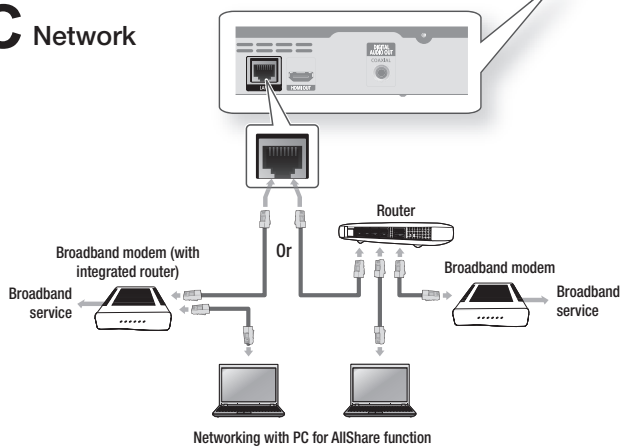 C Network
DIGITAL
AUDIO OUT
COAXIAL
LAN
HDMI OUT
Router
Or
Broadband modem (with
integrated router)
Broadband
service
Broadband modem
Broadband
service
Networking with PC for AllShare function